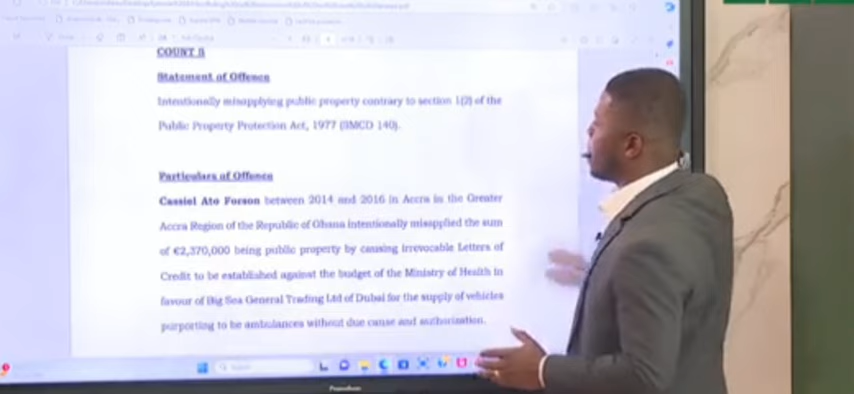 COUNT 3
Statement of Offence
Intentionally misapplying public property contrary to section 1(2) of the
Public Property Protection Act, 1977 (SMCD 140).
Particulars of Offence
Cassiel Ato Forson between 2014 and 2016 in Accra in the Greater
Accra Region of the Republic of Ghana intentionally misapplied the sum
of €2,370,000 being public property by causing irrevocable Letters of
Credit to be established against the budget of the Ministry of Health in
favour of Big Sea General Trading Ltd of Dubai for the supply of vehicles
purporting to be ambulances without due cause and authorization.
Search